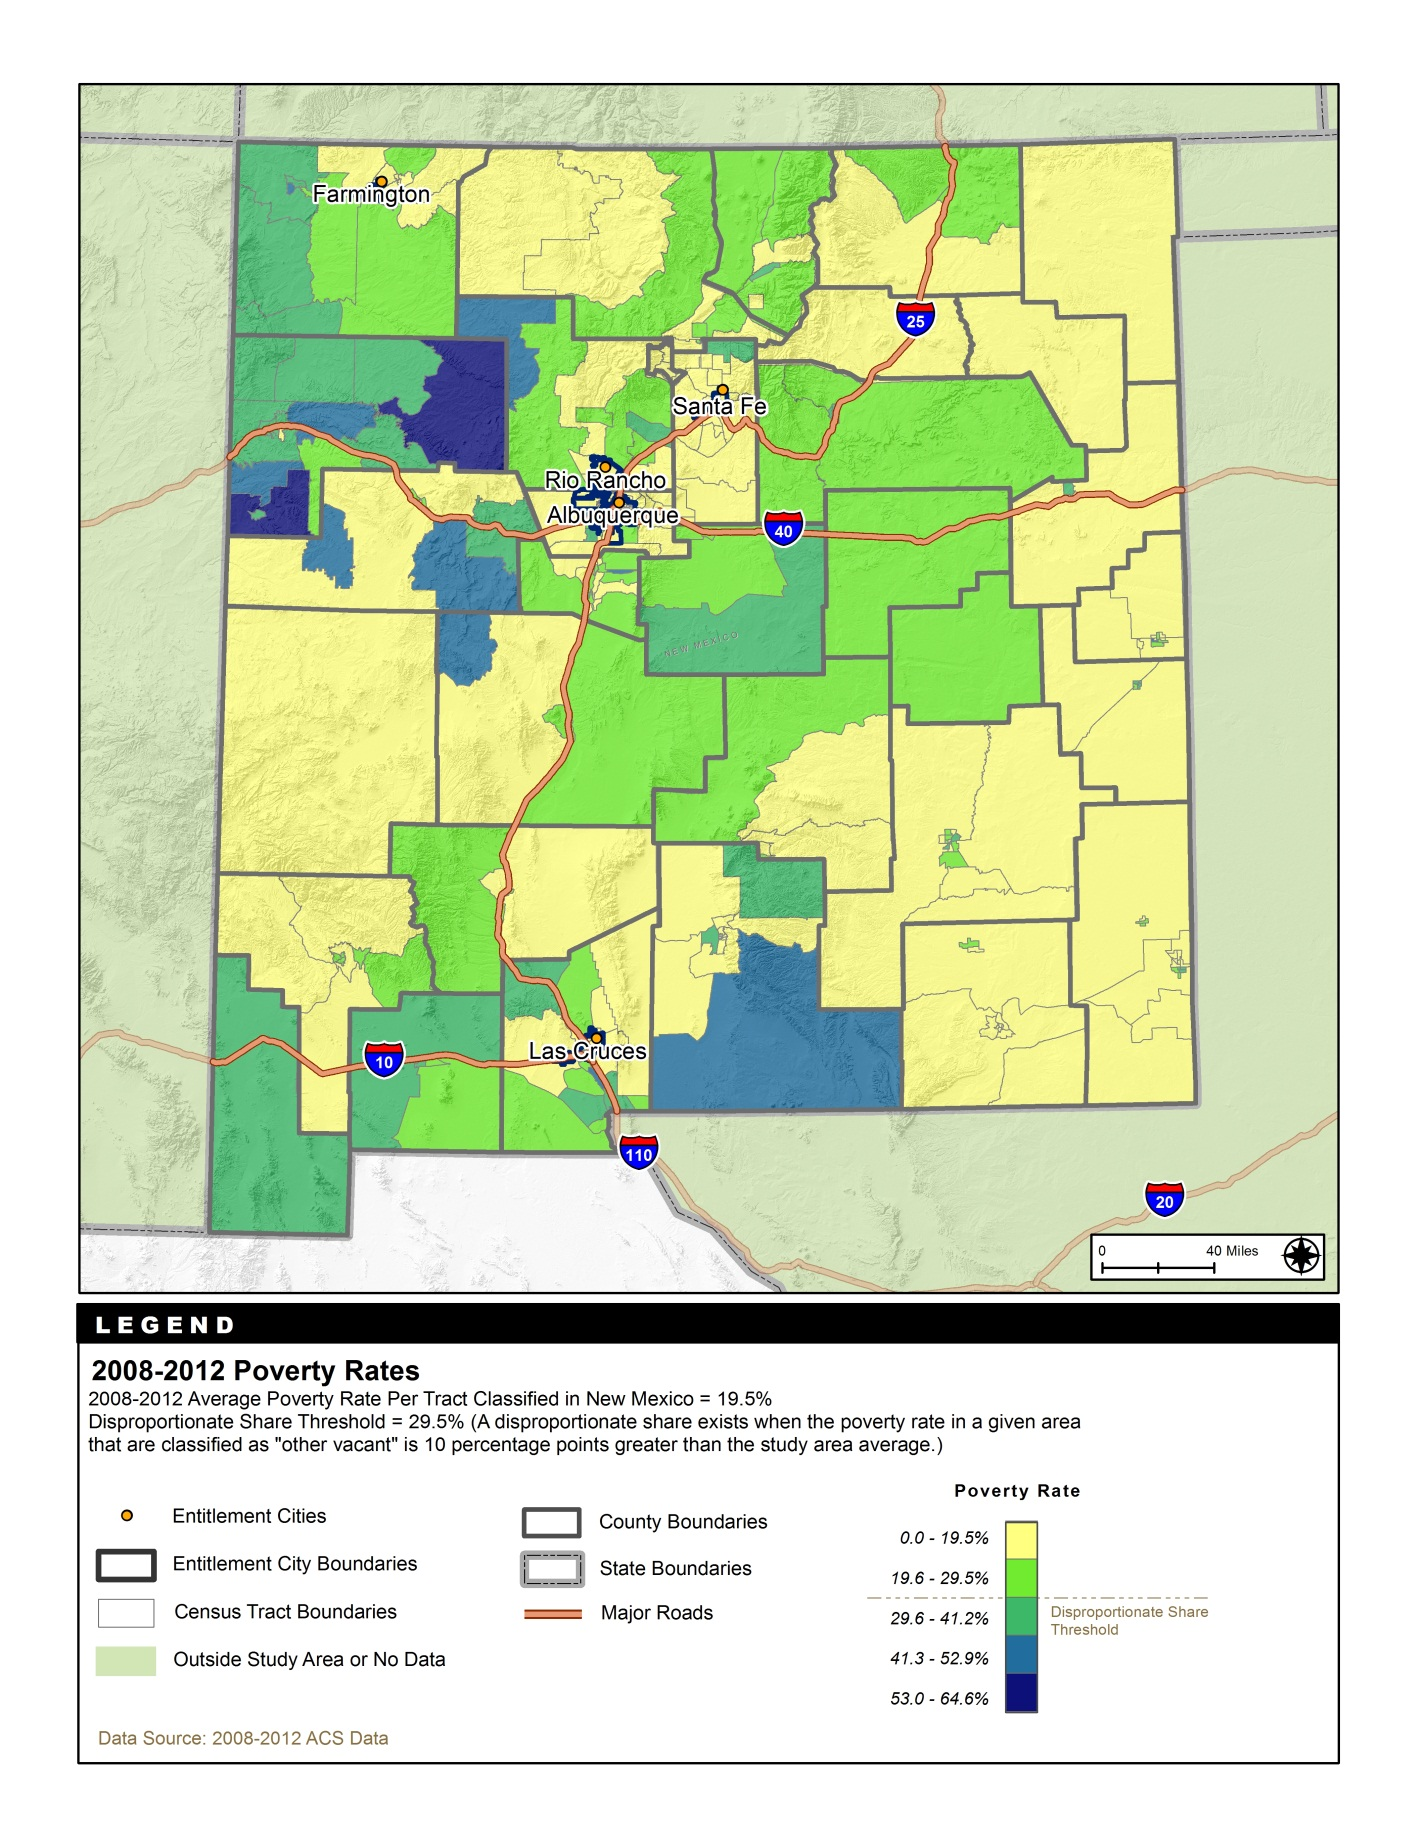 Farmington
25
Santa Fe
Rio Rancho
Albuquerque
40
NEW MEXICO
Las Cruces
10
110
20
0 40 Miles
LEGEND
2008-2012 Poverty Rates
2008-2012 Average Poverty Rate Per Tract Classified in New Mexico = 19.5%
Disproportionate Share Threshold = 29.5% (A disproportionate share exists when the poverty rate in a given area
that are classified as "other vacant" is 10 percentage points greater than the study area average.)
Poverty Rate
Entitlement Cities
Entitlement City Boundaries
Census Tract Boundaries
Outside Study Area or No Data
County Boundaries
State Boundaries
Major Roads
0.0 - 19.5%
19.6 - 29.5%
29.6 - 41.2%
41.3 - 52.9%
53.0 - 64.6%
Disproportionate Share
Threshold
Data Source: 2008-2012 ACS Data